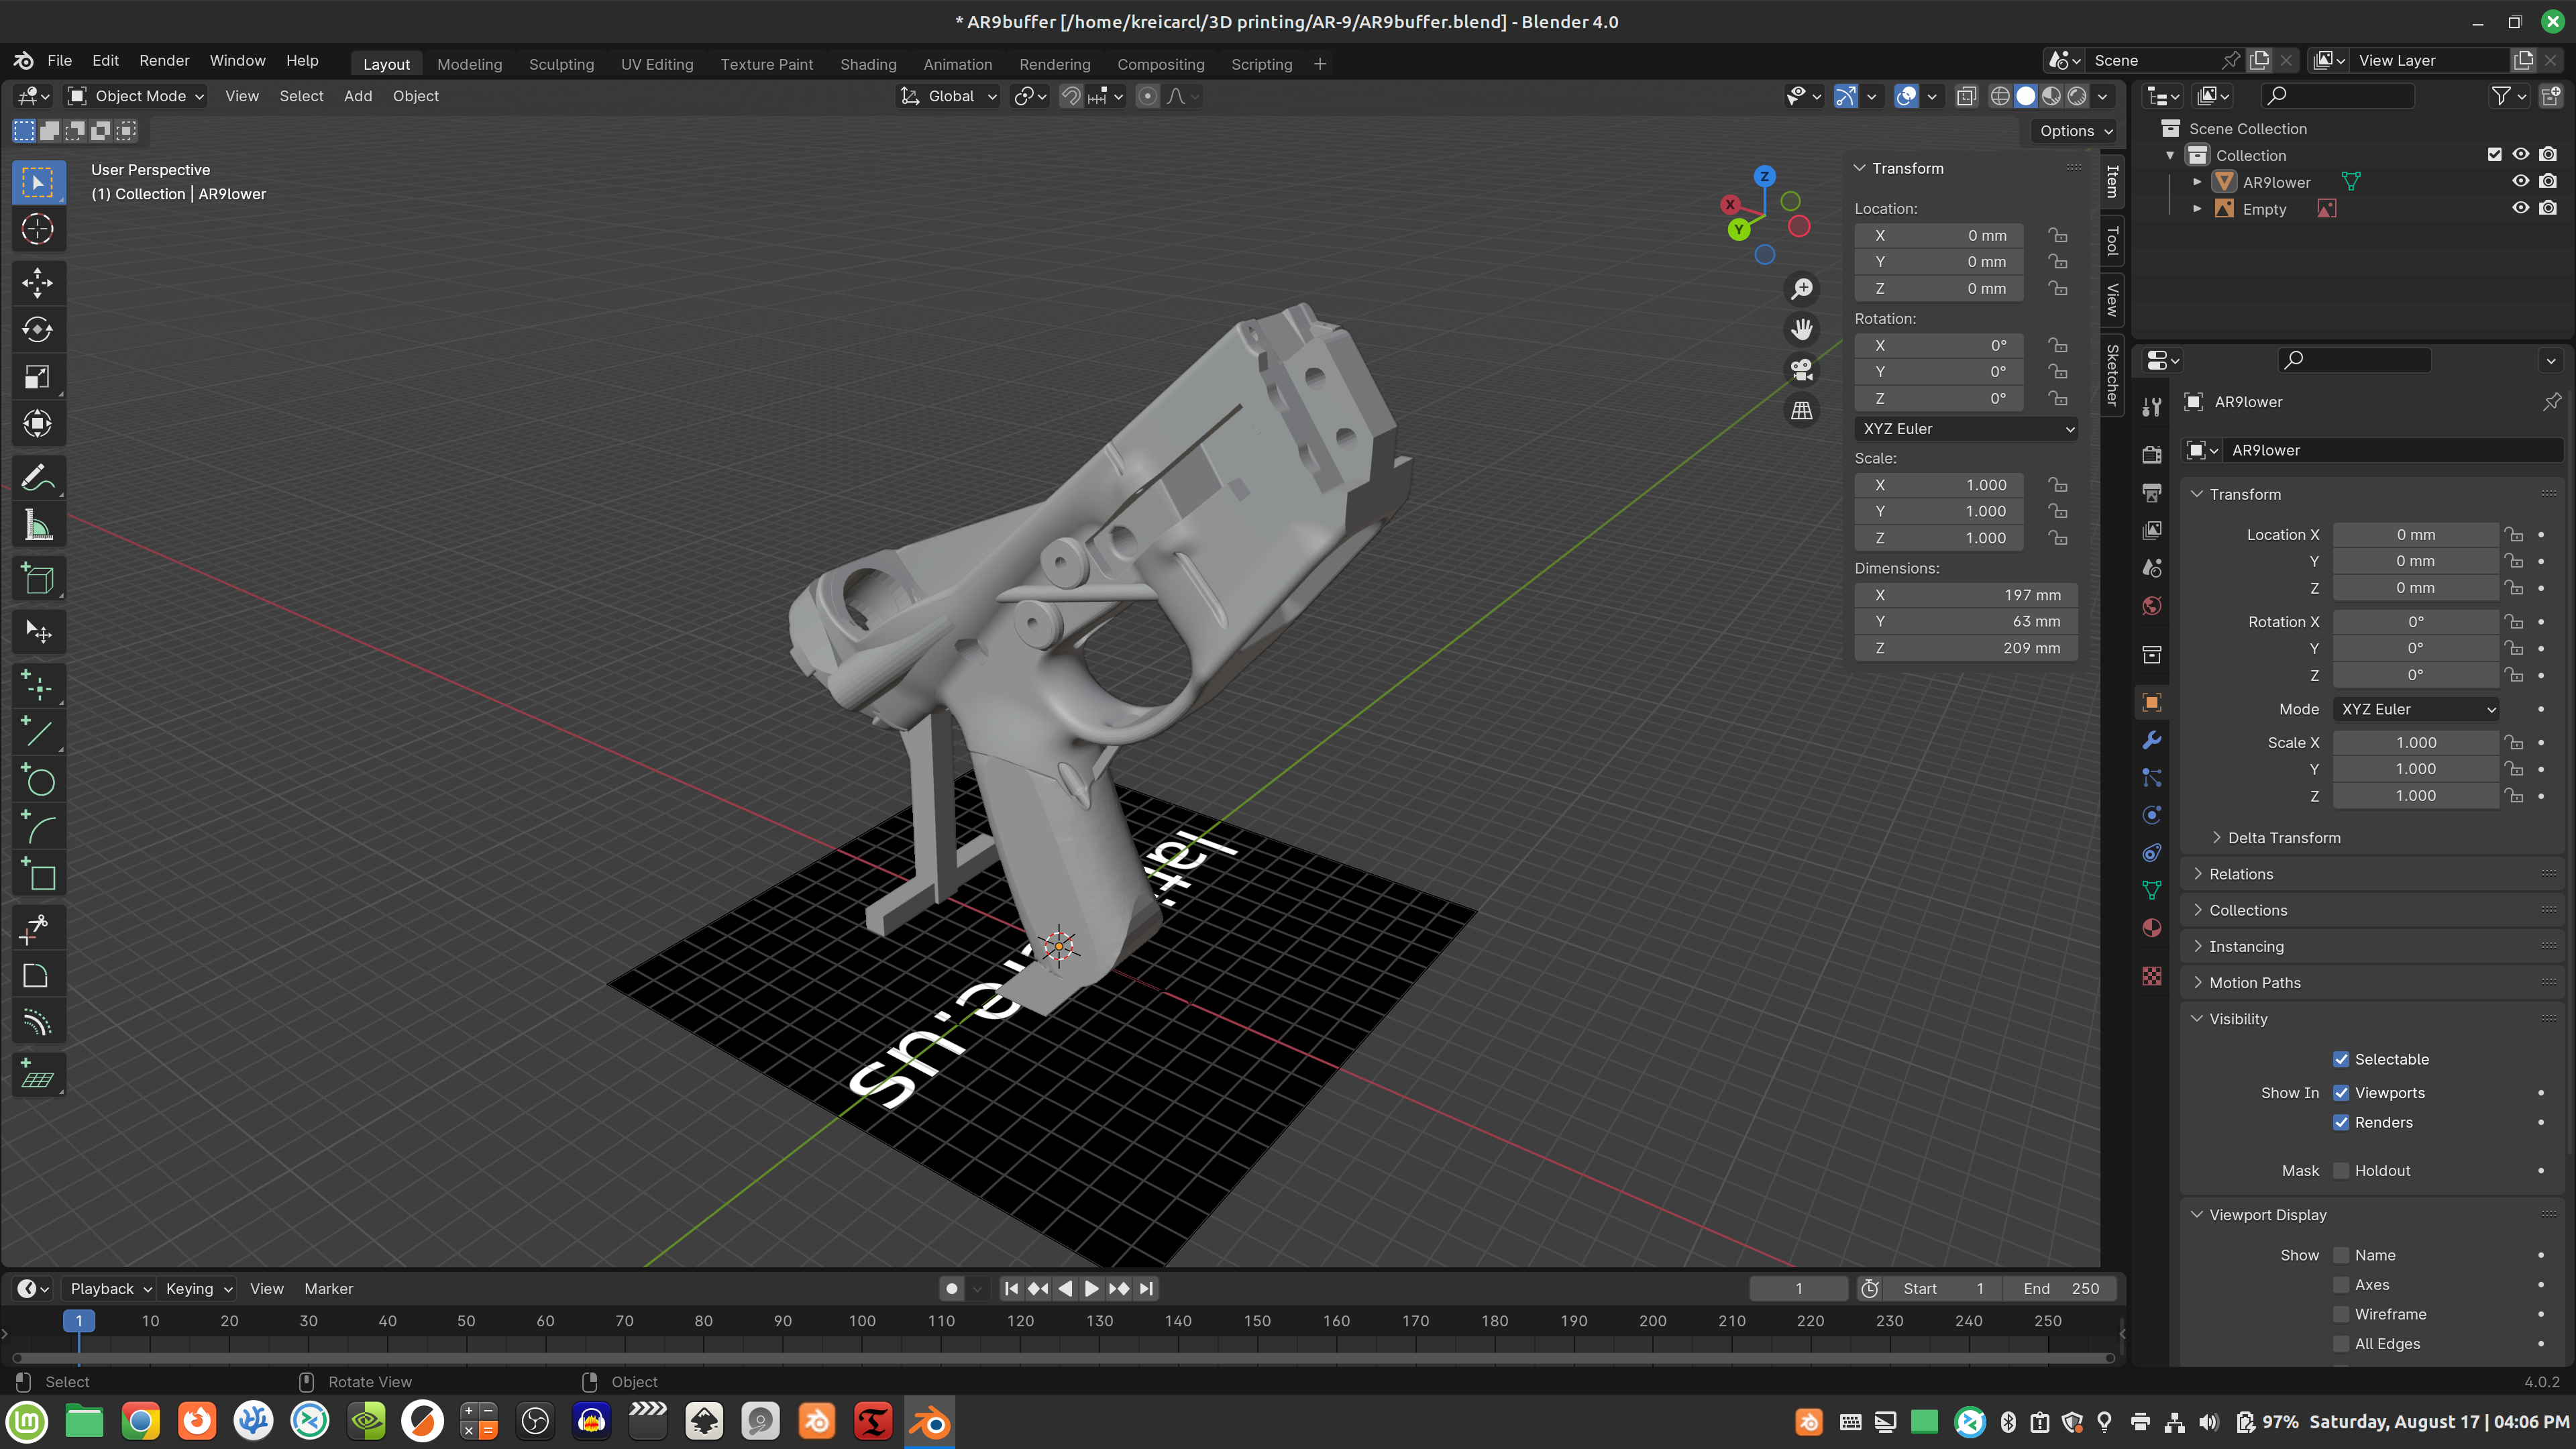 * AR9buffer [/home/kreicarcl/3D printing/AR-9/AR9buffer.blend] - Blender 4.0
File Edit Render Window Help Layout Modeling Sculpting UV Editing Texture Paint Shading Animation Rendering Compositing Scripting + Scene View Layer
Object Mode View Select Add Object Global
Options
User Perspective
(1) Collection | AR9lower
Z
X
Y
Transform
Location:
X 0 mm
Y 0 mm
Z 0 mm
Rotation:
X 0°
Y 0°
Z 0°
XYZ Euler
Scale:
X 1.000
Y 1.000
Z 1.000
Dimensions:
X 197 mm
Y 63 mm
Z 209 mm
Item
Tool
View
Sketcher
Scene Collection
Collection
AR9lower
Empty
AR9lower
AR9lower
Transform
Location X 0 mm
Y 0 mm
Z 0 mm
Rotation X 0°
Y 0°
Z 0°
Mode XYZ Euler
Scale X 1.000
Y 1.000
Z 1.000
Delta Transform
Relations
Collections
Instancing
Motion Paths
Visibility
Selectable
Show In Viewports
Renders
Mask Holdout
Viewport Display
Show Name
Axes
Wireframe
All Edges
Playback Keying View Marker 1 Start 1 End 250
1 10 20 30 40 50 60 70 80 90 100 110 120 130 140 150 160 170 180 190 200 210 220 230 240 250
Select Rotate View Object 4.0.2
97% Saturday, August 17 | 04:06 PM